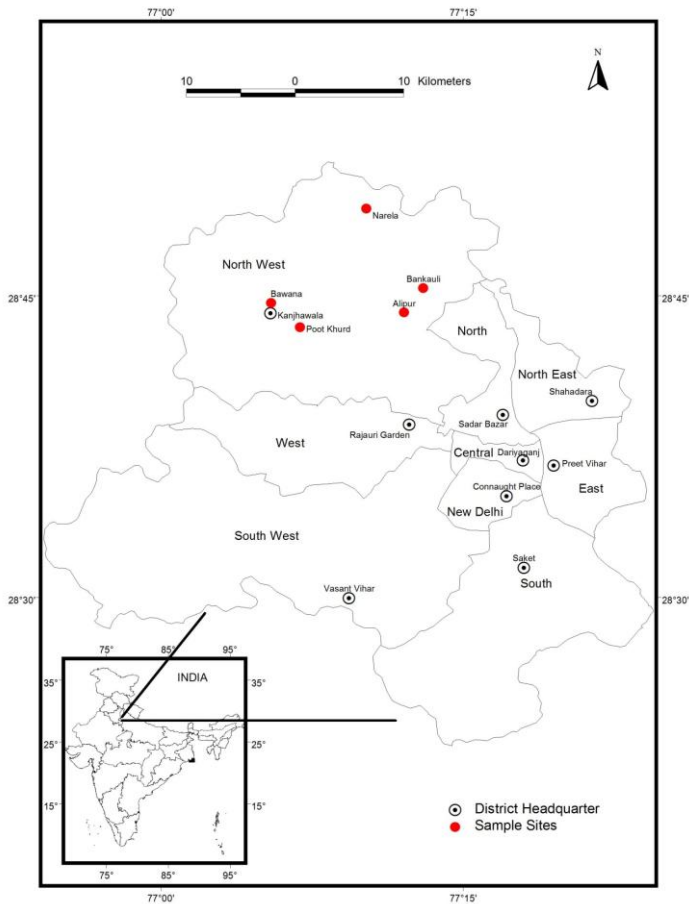 77°00'
77°15'
N
10 0 10 Kilometers
Narela
North West
Bankauli
28°45'
28°45'
Bawana
Alipur
Kanjhawala
Poot Khurd
North
North East
Shahadara
Sadar Bazar
Rajauri Garden
West
Central
Dariyaganj
Preet Vihar
Connaught Place
East
New Delhi
South West
Saket
South
Vasant Vihar
28°30'
28°30'
75° 85° 95°
INDIA
35° 35°
25° 25°
15° 15°
75° 85° 95°
District Headquarter
Sample Sites
77°00'
77°15'